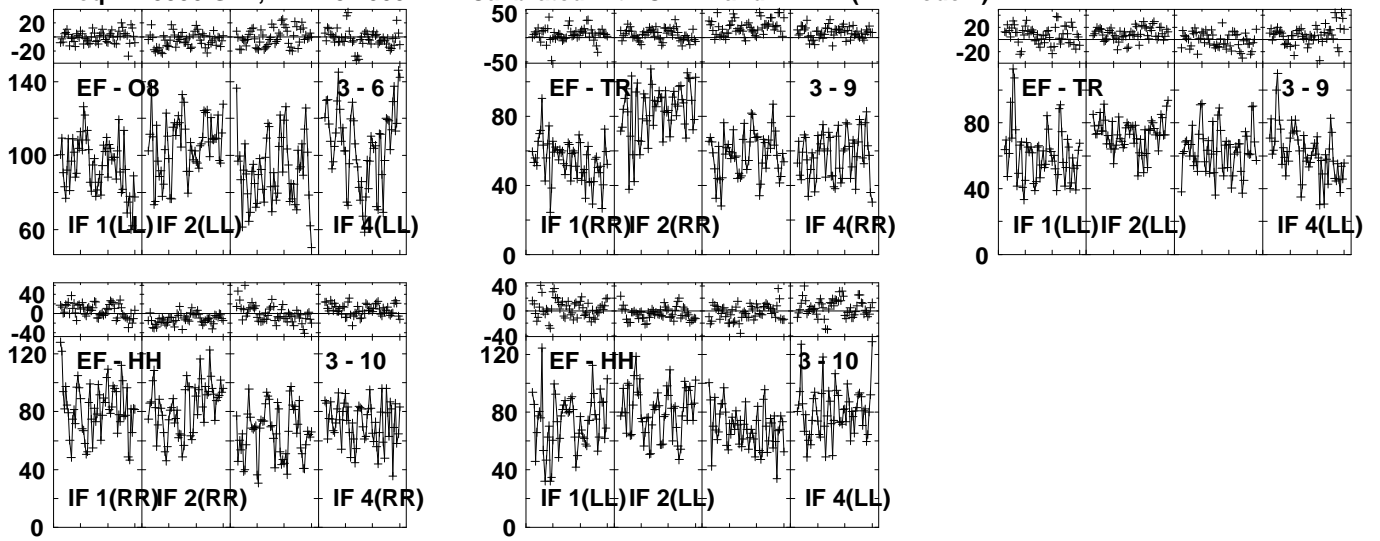 20
-20
140
100
60
EF - O8
3 - 6
IF 1(LL)
IF 2(LL)
IF 4(LL)
50
-50
80
40
0
EF - TR
3 - 9
IF 1(RR)
IF 2(RR)
IF 4(RR)
20
-20
80
40
0
EF - TR
3 - 9
IF 1(LL)
IF 2(LL)
IF 4(LL)
40
0
-40
120
80
40
0
EF - HH
3 - 10
IF 1(RR)
IF 2(RR)
IF 4(RR)
40
0
-40
120
80
40
0
EF - HH
3 - 10
IF 1(LL)
IF 2(LL)
IF 4(LL)